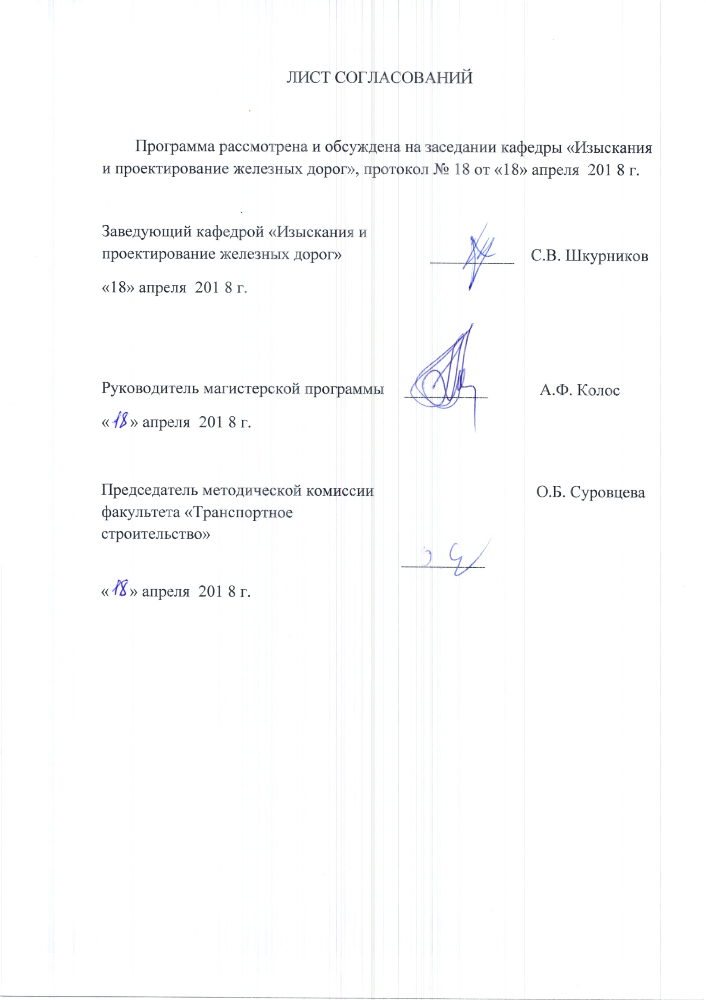 ЛИСТ СОГЛАСОВАНИЙ
Программа рассмотрена и обсуждена на заседании кафедры «Изыскания
и проектирование железных дорог», протокол № 18 от «18» апреля 201 8 г.
Заведующий кафедрой «Изыскания и
проектирование железных дорог» С.В. Шкурников
«18» апреля 201 8 г.
Руководитель магистерской программы А.Ф. Колос
«18» апреля 201 8 г.
Председатель методической комиссии О.Б. Суровцева
факультета «Транспортное
строительство»
«18» апреля 201 8 г.